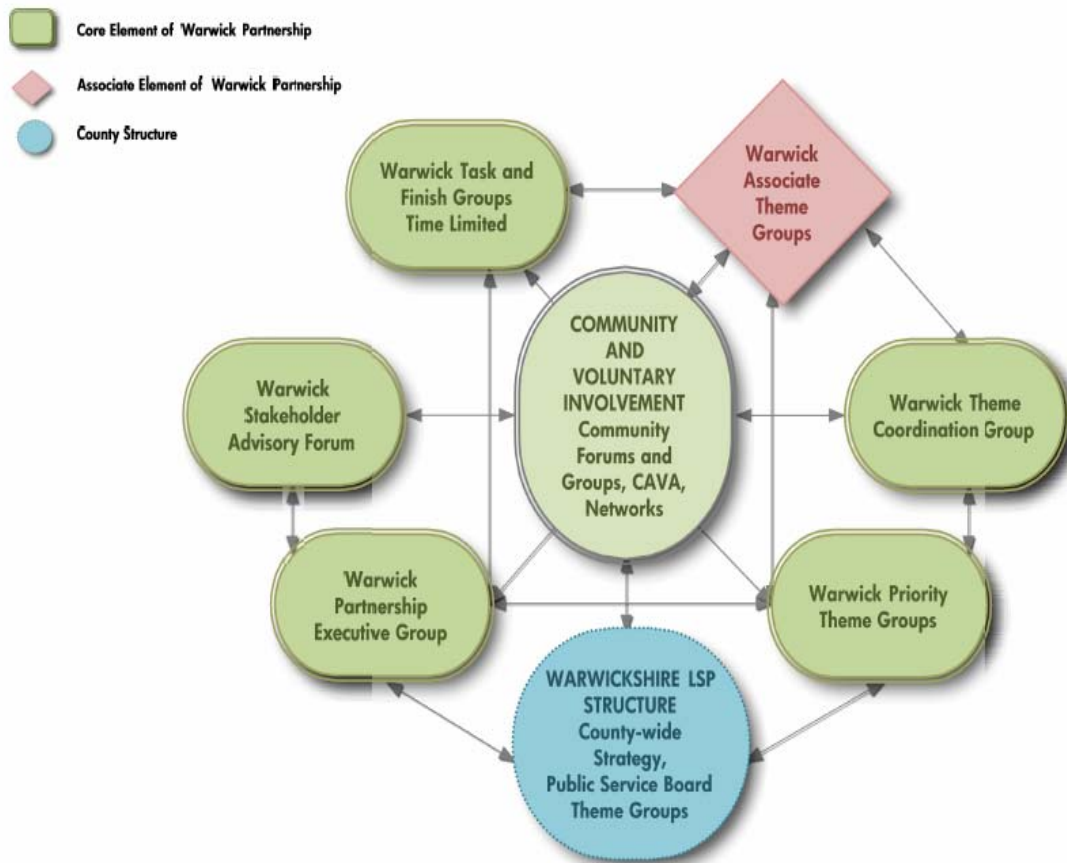 Core Element of Warwick Partnership
Associate Element of Warwick Partnership
County Structure
Warwick Task and
Finish Groups
Time Limited
Warwick
Associate
Theme
Groups
COMMUNITY
AND
VOLUNTARY
INVOLVEMENT
Community
Forums and
Groups, CAVA,
Networks
Warwick
Stakeholder
Advisory Forum
Warwick Theme
Coordination Group
Warwick
Partnership
Executive Group
Warwick Priority
Theme Groups
WARWICKSHIRE LSP
STRUCTURE
County-wide
Strategy,
Public Service Board
Theme Groups